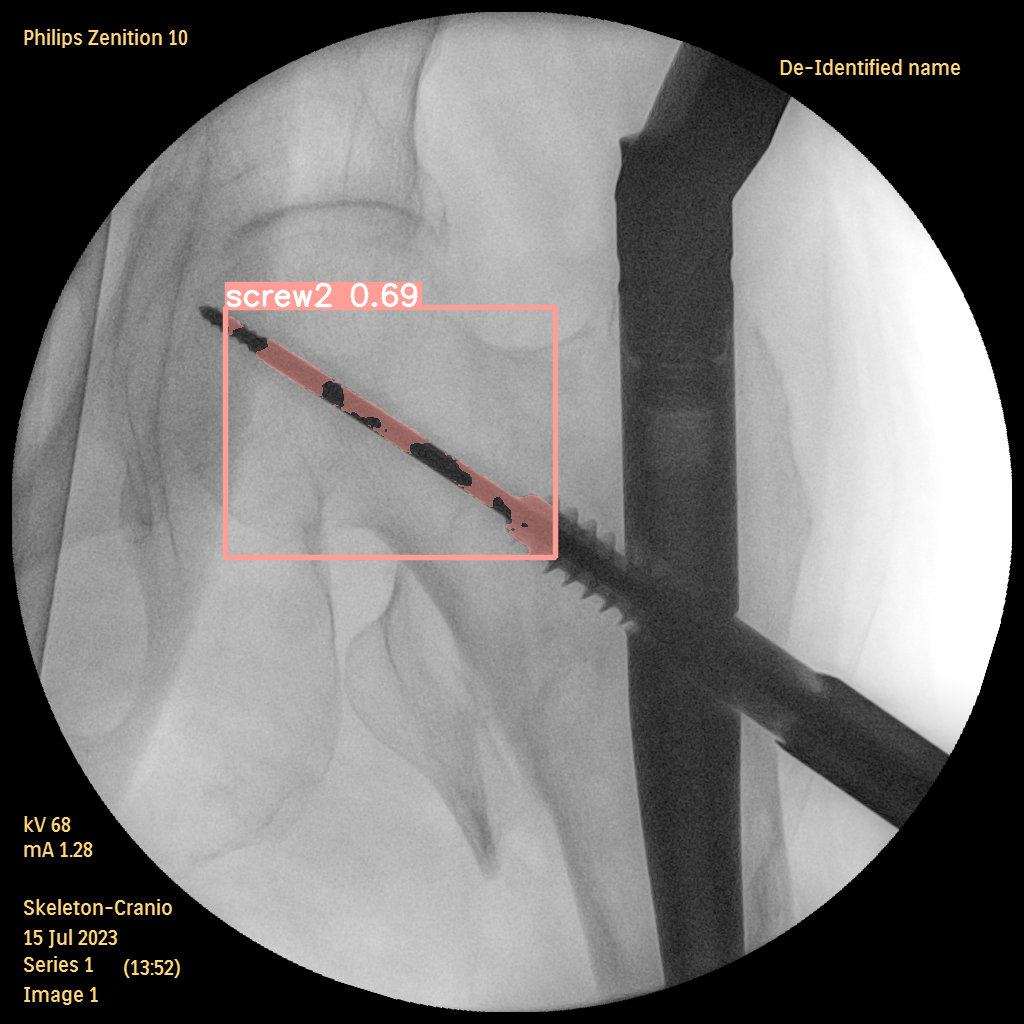 Philips Zenition 10
De-Identified name
screw2 0.69
kV 68
mA 1.28
Skeleton-Cranio
15 Jul 2023
Series 1 (13:52)
Image 1